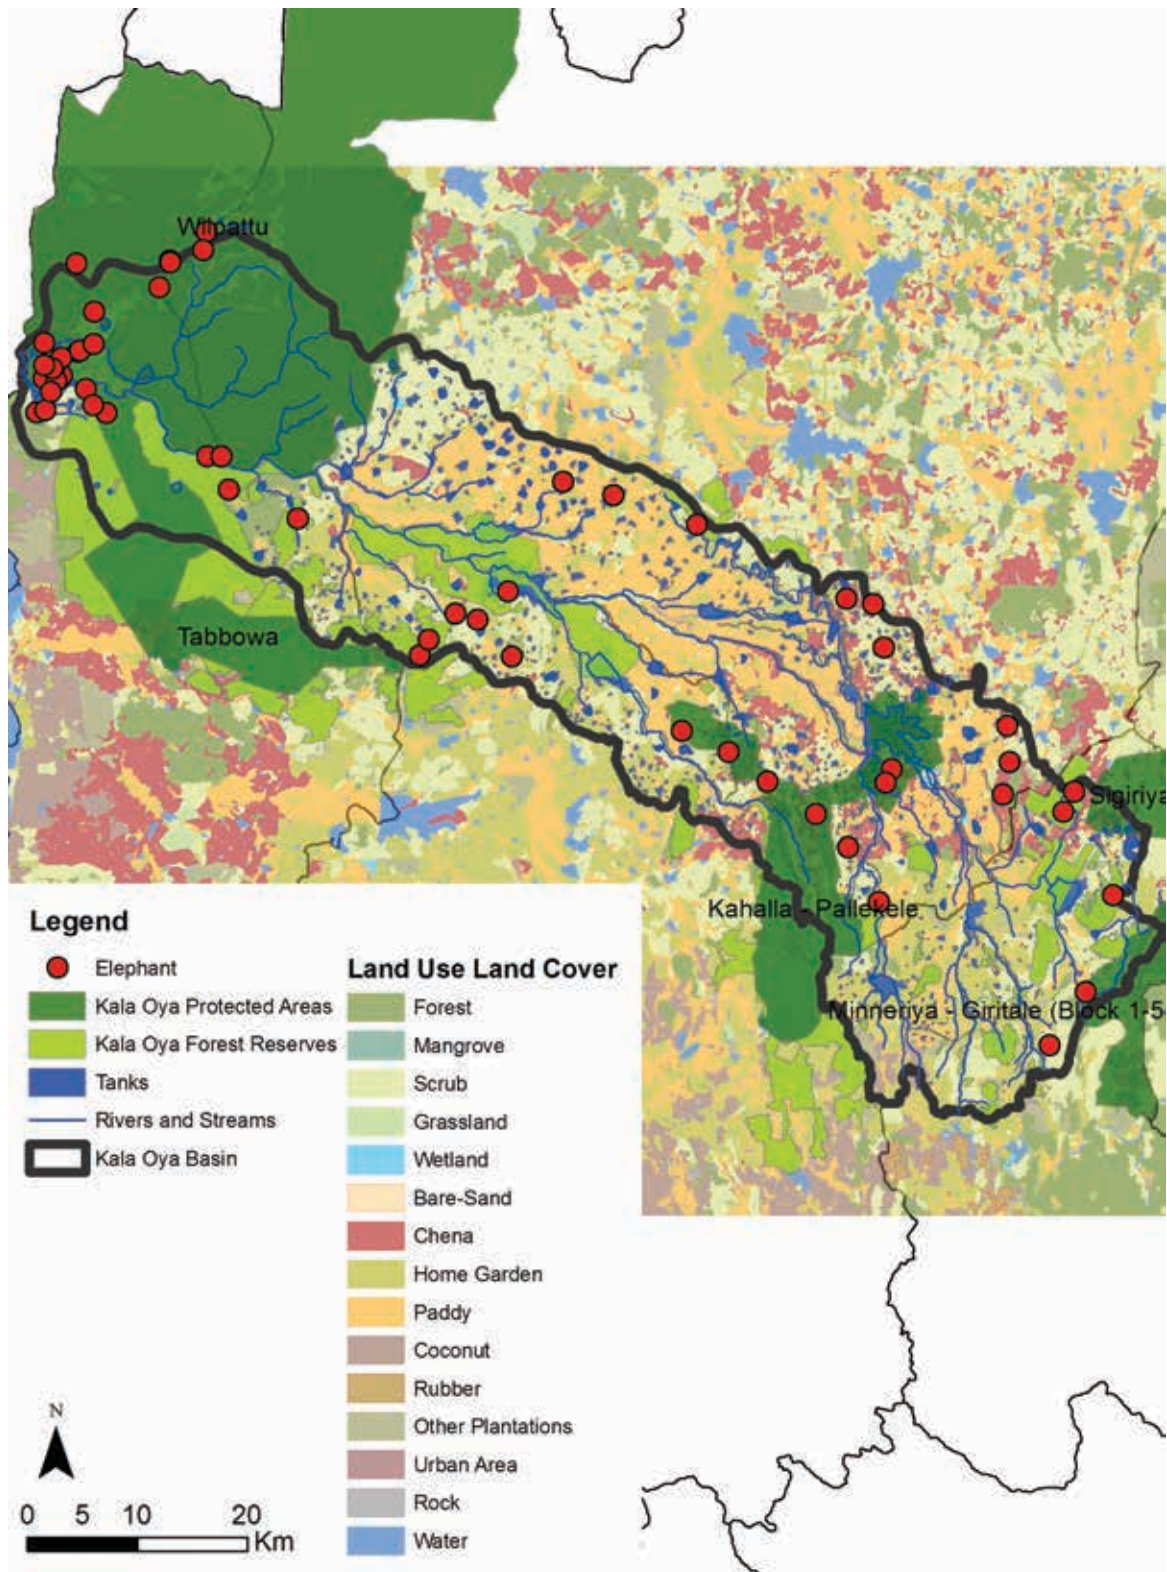 Wilpattu
Tabbowa
Sigiriya
Kahalla - Pallekele
Minneriya - Giritale (Block 1-5
Legend
Elephant
Kala Oya Protected Areas
Kala Oya Forest Reserves
Tanks
Rivers and Streams
Kala Oya Basin
Land Use Land Cover
Forest
Mangrove
Scrub
Grassland
Wetland
Bare-Sand
Chena
Home Garden
Paddy
Coconut
Rubber
Other Plantations
Urban Area
Rock
Water
N
0 5 10 20
Km